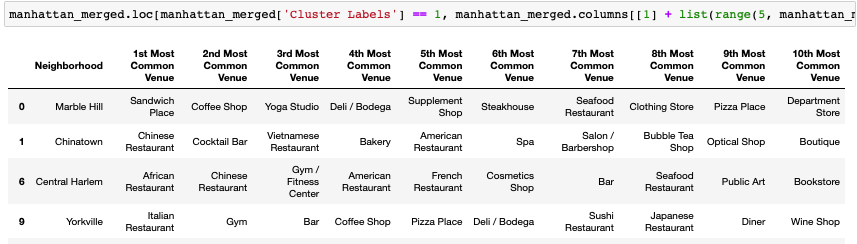 manhattan_merged.loc[manhattan_merged['Cluster Labels'] == 1, manhattan_merged.columns[[1] + list(range(5,
Neighborhood 1st Most Common Venue 2nd Most Common Venue 3rd Most Common Venue 4th Most Common Venue 5th Most Common Venue 6th Most Common Venue 7th Most Common Venue 8th Most Common Venue 9th Most Common Venue 10th Most Common Venue
0 Marble Hill Sandwich Place Coffee Shop Yoga Studio Deli / Bodega Supplement Shop Steakhouse Seafood Restaurant Clothing Store Pizza Place Department Store
1 Chinatown Chinese Restaurant Cocktail Bar Vietnamese Restaurant Bakery American Restaurant Spa Salon / Barbershop Bubble Tea Shop Optical Shop Boutique
6 Central Harlem African Restaurant Chinese Restaurant Gym / Fitness Center American Restaurant French Restaurant Cosmetics Shop Bar Seafood Restaurant Public Art Bookstore
9 Yorkville Italian Restaurant Gym Bar Coffee Shop Pizza Place Deli / Bodega Sushi Restaurant Japanese Restaurant Diner Wine Shop